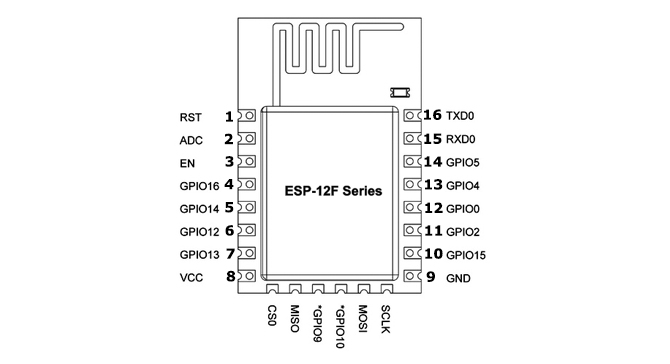 RST 1
ADC 2
EN 3
GPIO16 4
GPIO14 5
GPIO12 6
GPIO13 7
VCC 8
ESP-12F Series
16 TXD0
15 RXD0
14 GPIO5
13 GPIO4
12 GPIO0
11 GPIO2
10 GPIO15
9 GND
CS0
MISO
*GPIO9
*GPIO10
MOSI
SCLK